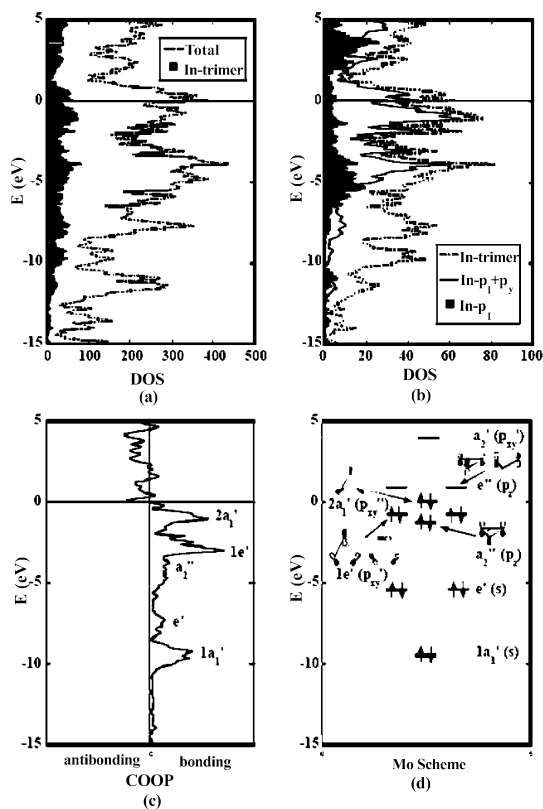 5
Total
In-trimer
0
-5
-10
-15
E (eV)
0 100 200 300 400 500
DOS
(a)
5
0
-5
-10
-15
E (eV)
In-trimer
In-pI+py
In-pI
0 20 40 60 80 100
DOS
(b)
5
0
-5
-10
-15
E (eV)
2a1'
1e'
a2''
e'
1a1'
antibonding
bonding
COOP
(c)
5
0
-5
-10
-15
E (eV)
a2' (pxy')
e'' (pz)
2a1' (pxy'')
a2'' (pz)
1e' (pxy')
e' (s)
1a1' (s)
Mo Scheme
(d)